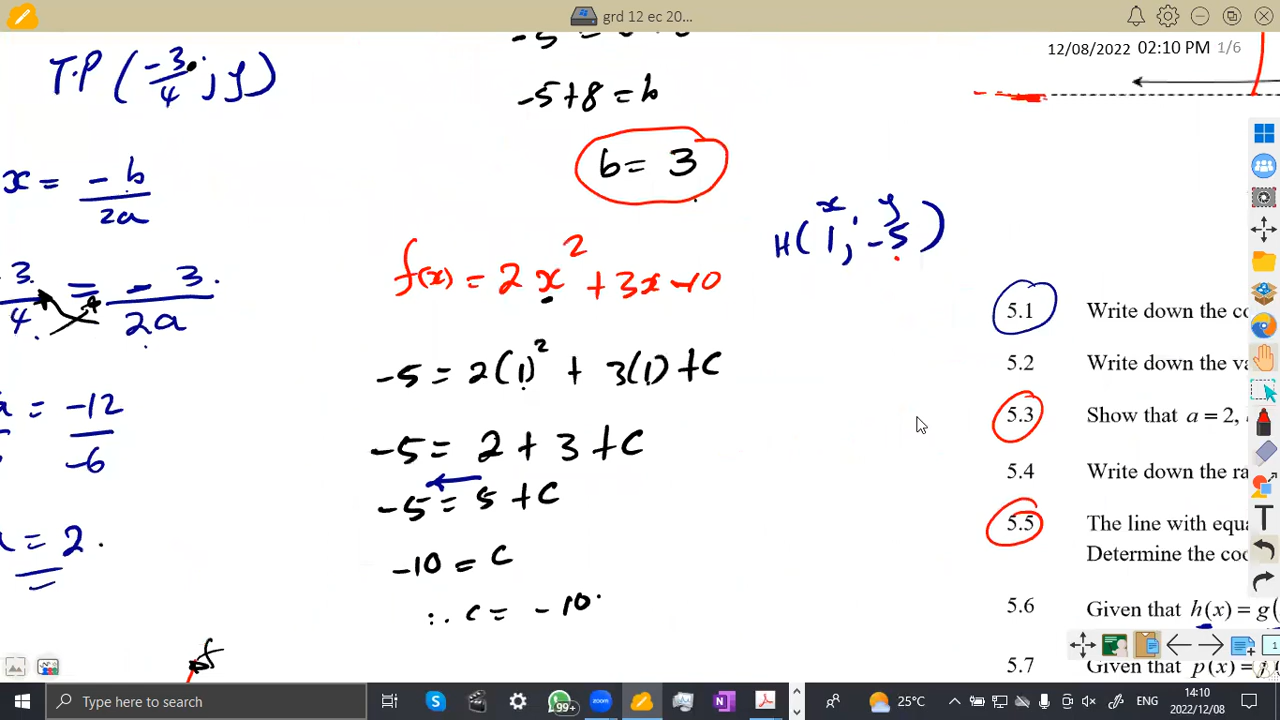 grd 12 ec 20...
12/08/2022 02:10 PM 1/6
T.P (-3/4 ; y)
-5+8 = b
b = 3
x = -b/2a
H(1; -5)
x y
f(x) = 2x² + 3x - 10
3/4 = -3/2a
-5 = 2(1)² + 3(1) + C
= -12/-6
-5 = 2 + 3 + C
-5 = 5 + C
= 2.
-10 = C
∴ c = -10.
f
5.1 Write down the co
5.2 Write down the va
5.3 Show that a = 2,
5.4 Write down the ra
5.5 The line with equa
Determine the coo
5.6 Given that h(x) = g(
5.7 Given that p(x) =
Type here to search
99+
25°C
ENG
14:10
2022/12/08